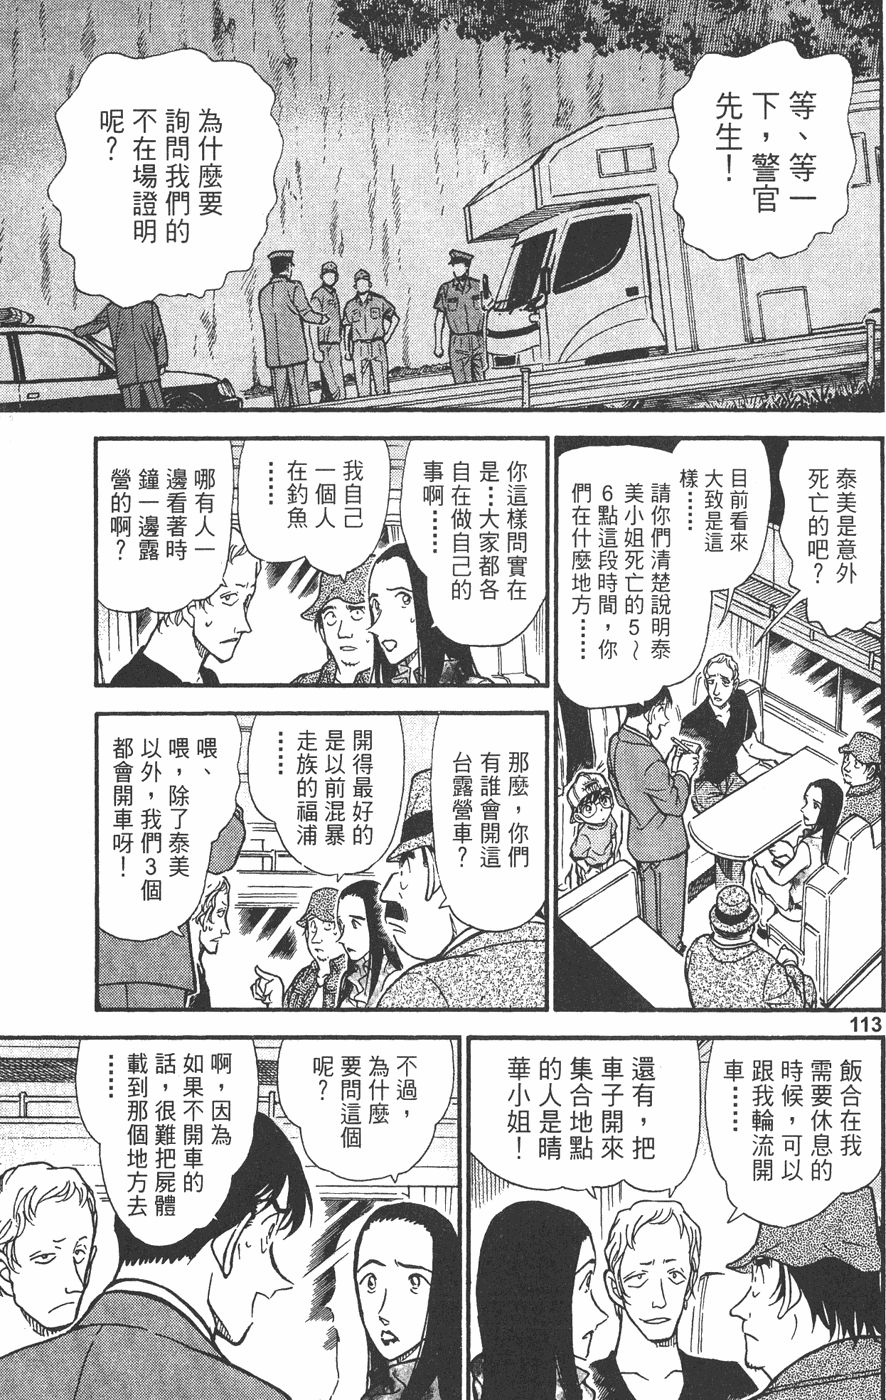 等、等一
下，警官
先生！
為什麼要
詢問我們的
不在場證明
呢？
泰美是意外
死亡的吧？
目前看來
大致是這
樣……
請你們清楚說明泰
美小姐死亡的5～
6點這段時間，你
們在什麼地方……
你這樣問實在
是…大家都各
自在做自己的
事啊……
我自己
一個人
在釣魚
……
哪有人一
邊看著時
鐘一邊露
營的啊？
那麼，你們
有誰會開這
台露營車？
開得最好的
是以前混暴
走族的福浦
……
喂、
喂，除了泰美
以外，我們3個
都會開車呀！
113
飯合在我
需要休息的
時候，可以
跟我輪流開
車……
還有，把
車子開來
集合地點
的人是晴
華小姐！
不過，
為什麼
要問這個
呢？
啊，因為
如果不開車的
話，很難把屍體
載到那個地方去
……